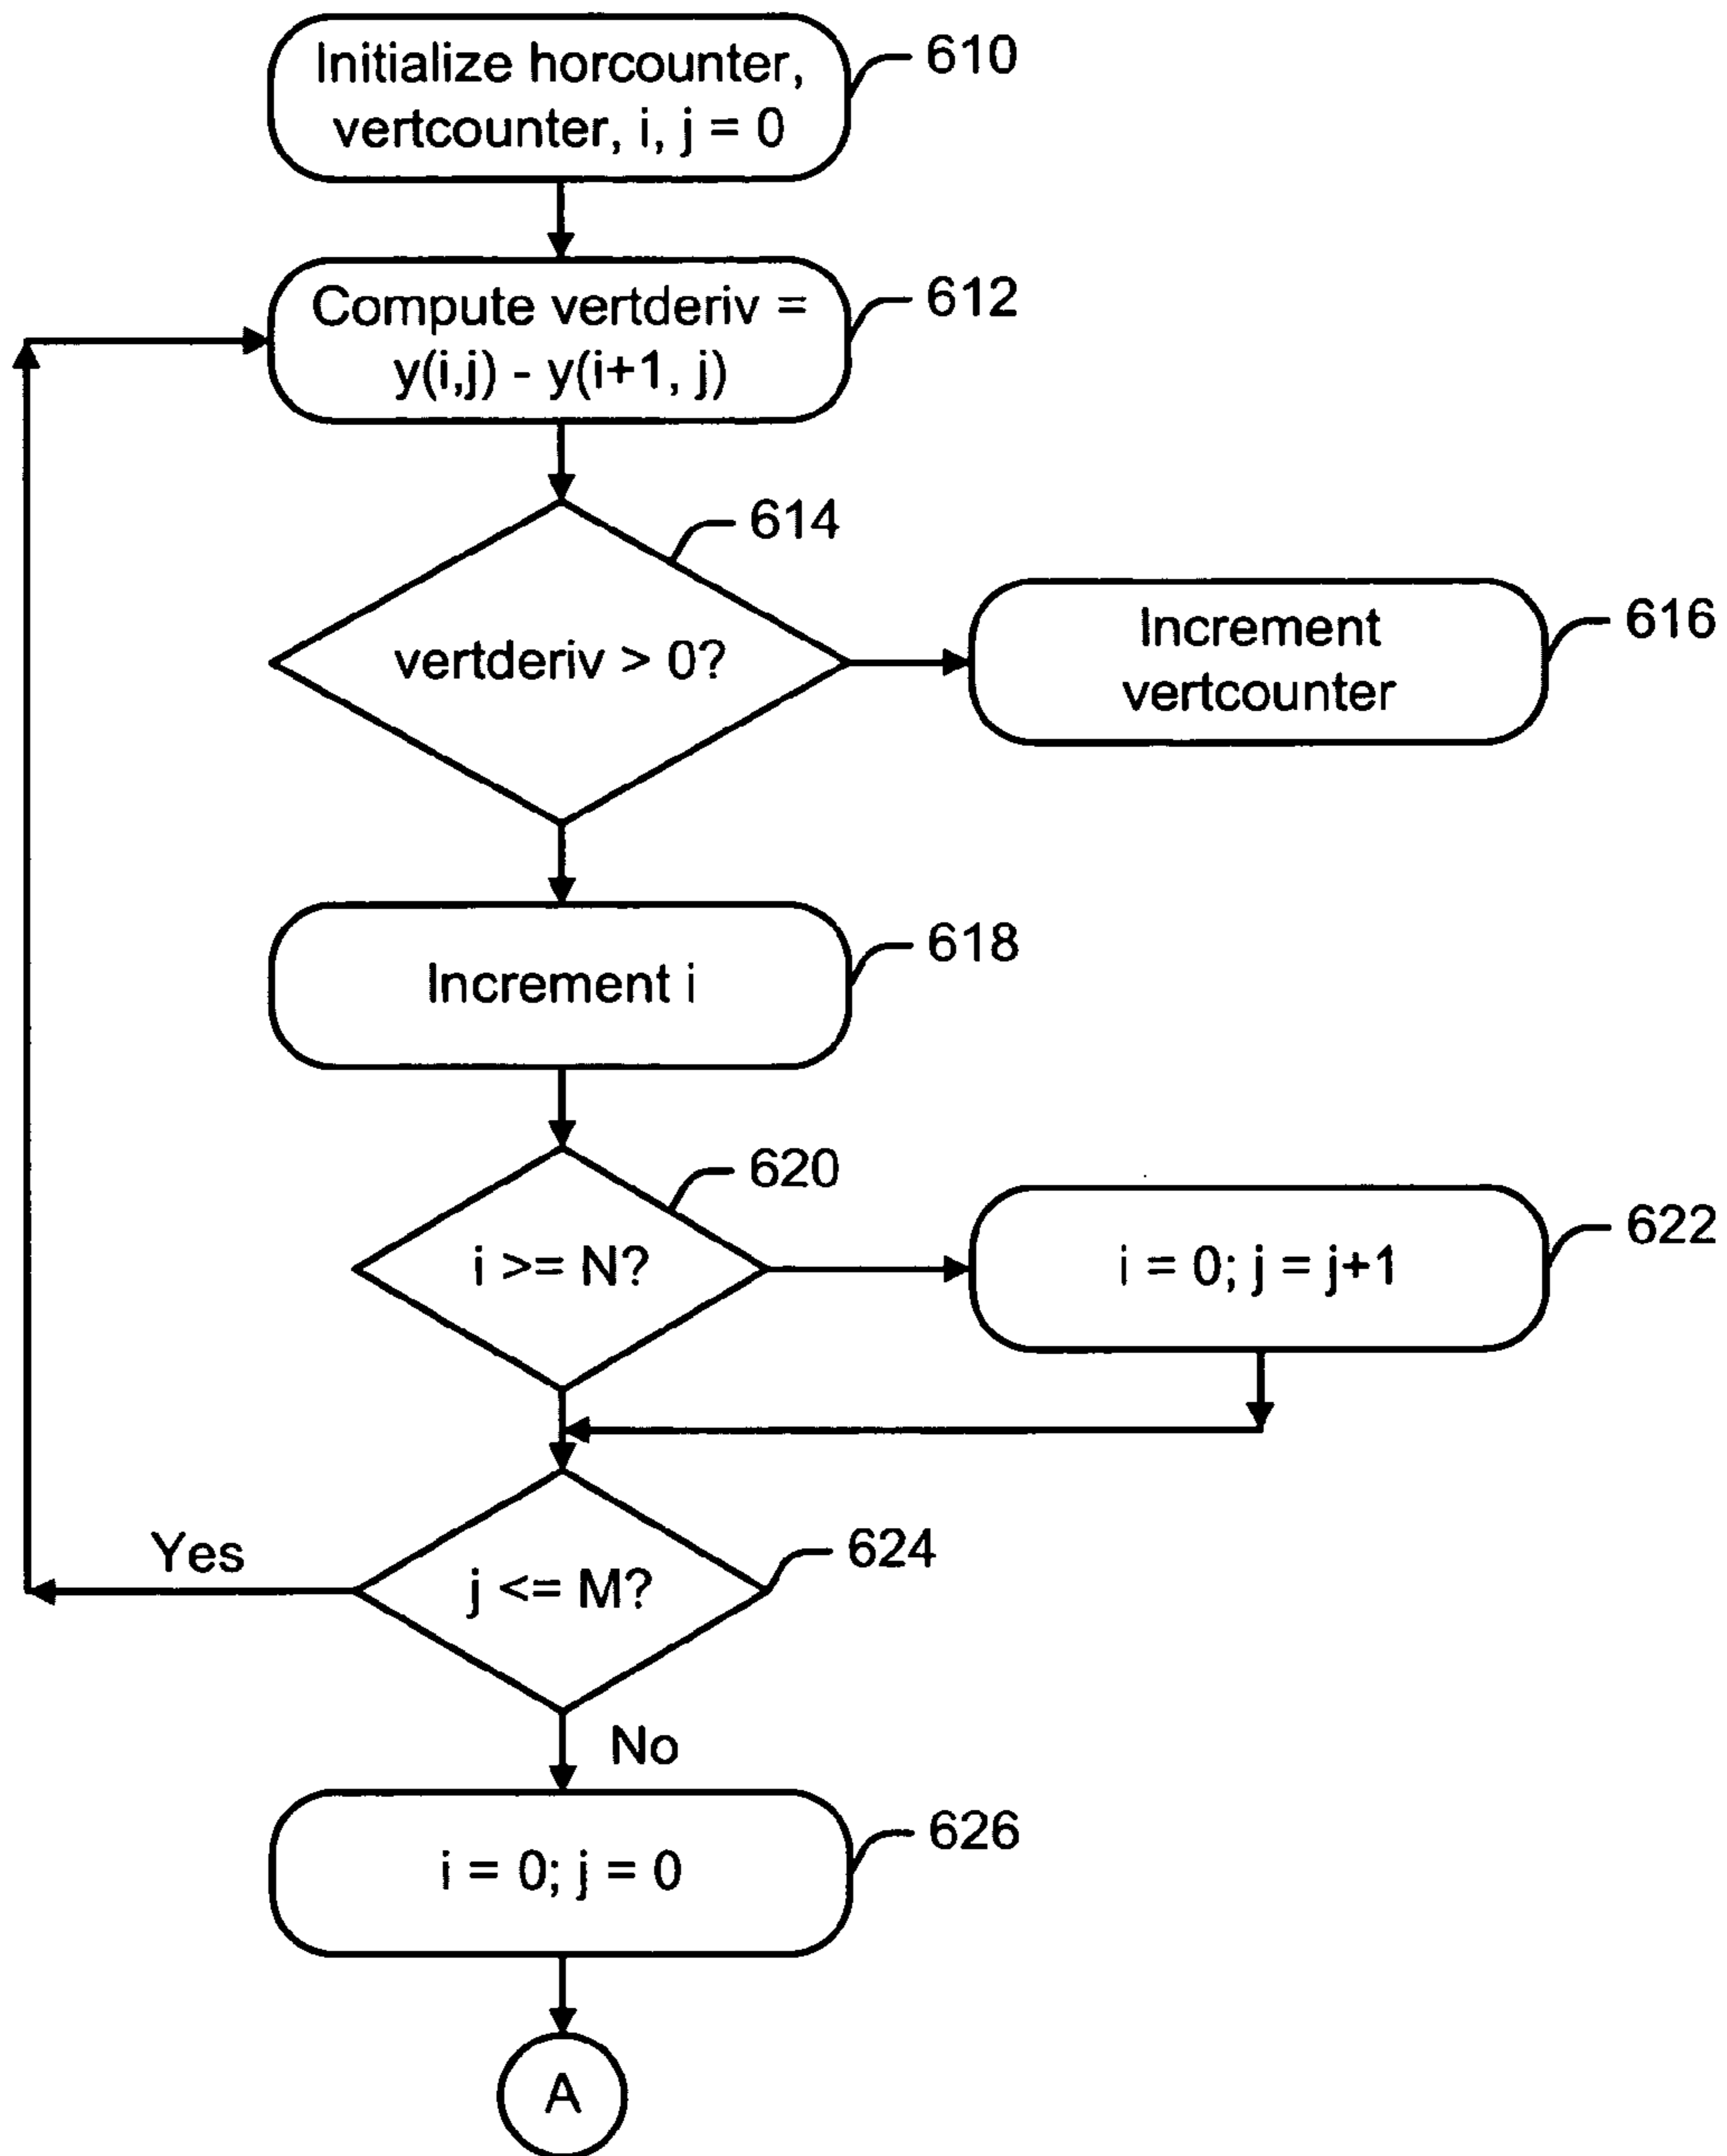 Initialize horcounter,
vertcounter, i, j = 0
610
Compute vertderiv =
y(i,j) - y(i+1, j)
612
614
vertderiv > 0?
Increment
vertcounter
616
Increment i
618
620
i >= N?
i = 0; j = j+1
622
Yes
j <= M?
624
No
i = 0; j = 0
626
A